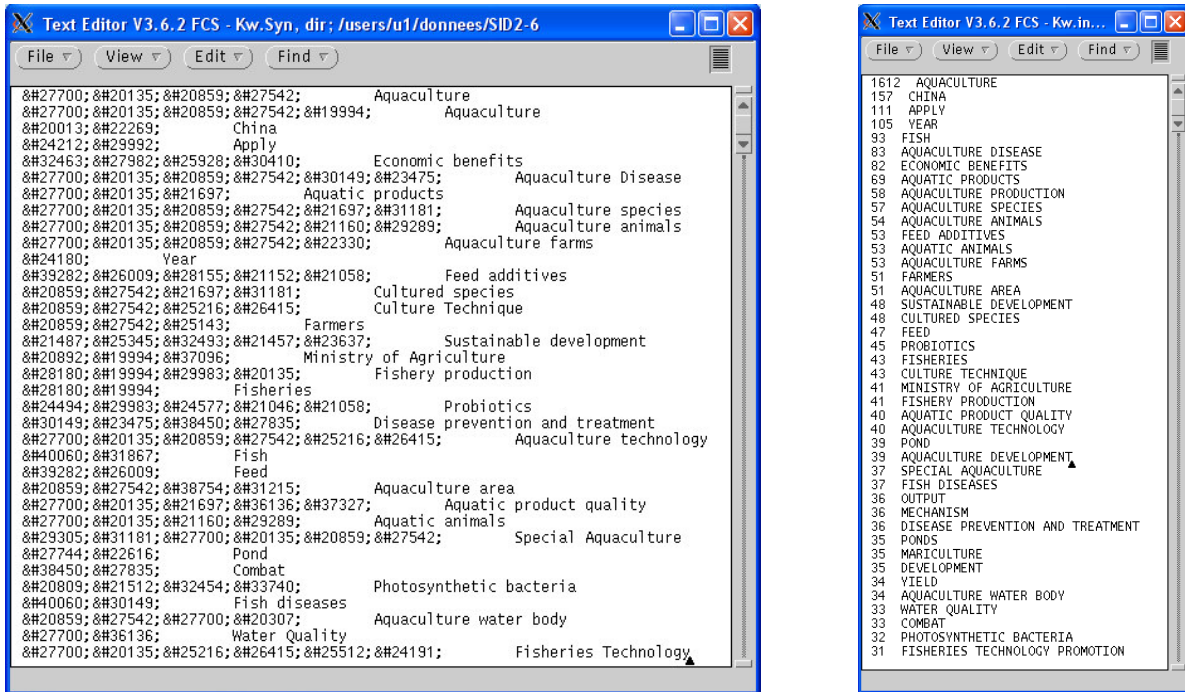 Text Editor V3.6.2 FCS - Kw.Syn, dir; /users/u1/donnees/SID2-6
File View Edit Find
&#27700;&#20135;&#20859;&#27542; Aquaculture
&#27700;&#20135;&#20859;&#27542;&#19994; Aquaculture
&#20013;&#22269; China
&#24212;&#29992; Apply
&#32463;&#27982;&#25928;&#30410; Economic benefits
&#27700;&#20135;&#20859;&#27542;&#30149;&#23475; Aquaculture Disease
&#27700;&#20135;&#21697; Aquatic products
&#27700;&#20135;&#20859;&#27542;&#21697;&#31181; Aquaculture species
&#27700;&#20135;&#20859;&#27542;&#21160;&#29289; Aquaculture animals
&#27700;&#20135;&#20859;&#27542;&#22330; Aquaculture farms
&#24180; Year
&#39282;&#26009;&#28155;&#21152;&#21058; Feed additives
&#20859;&#27542;&#21697;&#31181; Cultured species
&#20859;&#27542;&#25216;&#26415; Culture Technique
&#20859;&#27542;&#25143; Farmers
&#21487;&#25345;&#32493;&#21457;&#23637; Sustainable development
&#20892;&#19994;&#37096; Ministry of Agriculture
&#28180;&#19994;&#29983;&#20135; Fishery production
&#28180;&#19994; Fisheries
&#24494;&#29983;&#24577;&#21046;&#21058; Probiotics
&#30149;&#23475;&#38450;&#27835; Disease prevention and treatment
&#27700;&#20135;&#20859;&#27542;&#25216;&#26415; Aquaculture technology
&#40060;&#31867; Fish
&#39282;&#26009; Feed
&#20859;&#27542;&#38754;&#31215; Aquaculture area
&#27700;&#20135;&#21697;&#36136;&#37327; Aquatic product quality
&#27700;&#20135;&#21160;&#29289; Aquatic animals
&#29305;&#31181;&#27700;&#20135;&#20859;&#27542; Special Aquaculture
&#27744;&#22616; Pond
&#38450;&#27835; Combat
&#20809;&#21512;&#32454;&#33740; Photosynthetic bacteria
&#40060;&#30149; Fish diseases
&#20859;&#27542;&#27700;&#20307; Aquaculture water body
&#27700;&#36136; Water Quality
&#27700;&#20135;&#25216;&#26415;&#25512;&#24191; Fisheries Technology
Text Editor V3.6.2 FCS - Kw.in...
File View Edit Find
1612 AQUACULTURE
157 CHINA
111 APPLY
105 YEAR
93 FISH
83 AQUACULTURE DISEASE
82 ECONOMIC BENEFITS
69 AQUATIC PRODUCTS
58 AQUACULTURE PRODUCTION
57 AQUACULTURE SPECIES
54 AQUACULTURE ANIMALS
53 FEED ADDITIVES
53 AQUATIC ANIMALS
53 AQUACULTURE FARMS
51 FARMERS
51 AQUACULTURE AREA
48 SUSTAINABLE DEVELOPMENT
48 CULTURED SPECIES
47 FEED
45 PROBIOTICS
43 FISHERIES
43 CULTURE TECHNIQUE
41 MINISTRY OF AGRICULTURE
41 FISHERY PRODUCTION
40 AQUATIC PRODUCT QUALITY
40 AQUACULTURE TECHNOLOGY
39 POND
39 AQUACULTURE DEVELOPMENT
37 SPECIAL AQUACULTURE
37 FISH DISEASES
36 OUTPUT
36 MECHANISM
36 DISEASE PREVENTION AND TREATMENT
35 PONDS
35 MARICULTURE
35 DEVELOPMENT
34 YIELD
34 AQUACULTURE WATER BODY
33 WATER QUALITY
33 COMBAT
32 PHOTOSYNTHETIC BACTERIA
31 FISHERIES TECHNOLOGY PROMOTION